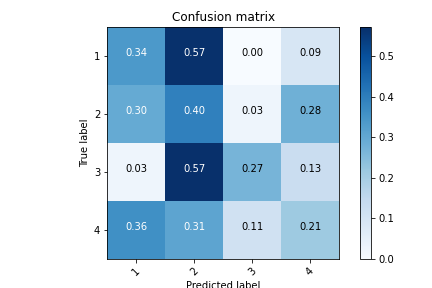 Confusion matrix
True label
1 0.34 0.57 0.00 0.09
2 0.30 0.40 0.03 0.28
3 0.03 0.57 0.27 0.13
4 0.36 0.31 0.11 0.21
1 2 3 4
Predicted label
0.5
0.4
0.3
0.2
0.1
0.0